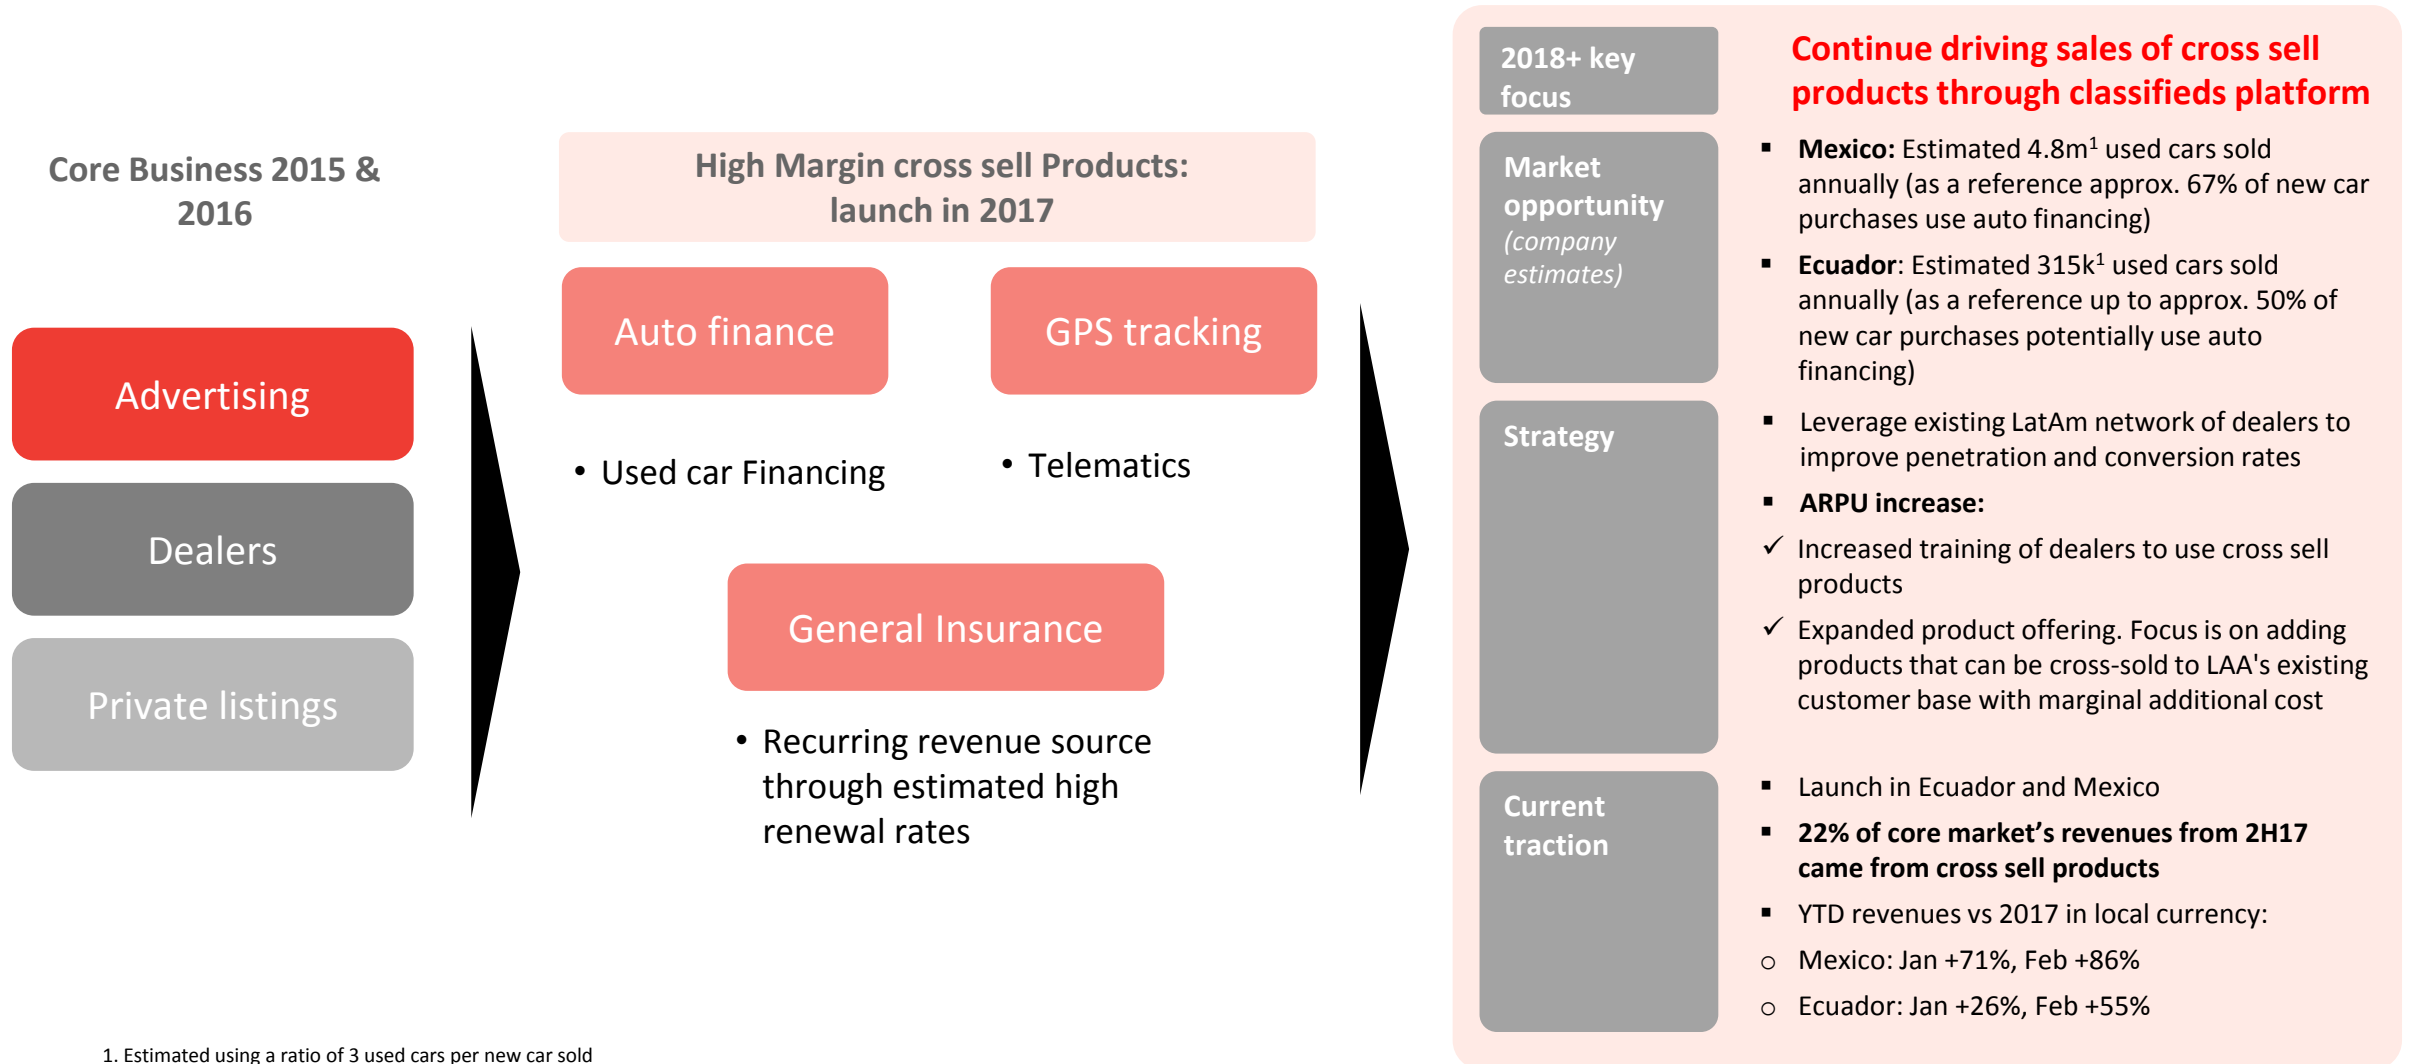 Core Business 2015 &
2016
Advertising
Dealers
Private listings
High Margin cross sell Products:
launch in 2017
Auto finance
GPS tracking
• Used car Financing
• Telematics
General Insurance
• Recurring revenue source
through estimated high
renewal rates
2018+ key
focus
Continue driving sales of cross sell
products through classifieds platform
Market
opportunity
(company
estimates)
▪ Mexico: Estimated 4.8m¹ used cars sold
annually (as a reference approx. 67% of new car
purchases use auto financing)
▪ Ecuador: Estimated 315k¹ used cars sold
annually (as a reference up to approx. 50% of
new car purchases potentially use auto
financing)
Strategy
▪ Leverage existing LatAm network of dealers to
improve penetration and conversion rates
▪ ARPU increase:
✓ Increased training of dealers to use cross sell
products
✓ Expanded product offering. Focus is on adding
products that can be cross-sold to LAA's existing
customer base with marginal additional cost
Current
traction
▪ Launch in Ecuador and Mexico
▪ 22% of core market’s revenues from 2H17
came from cross sell products
▪ YTD revenues vs 2017 in local currency:
o Mexico: Jan +71%, Feb +86%
o Ecuador: Jan +26%, Feb +55%
1. Estimated using a ratio of 3 used cars per new car sold